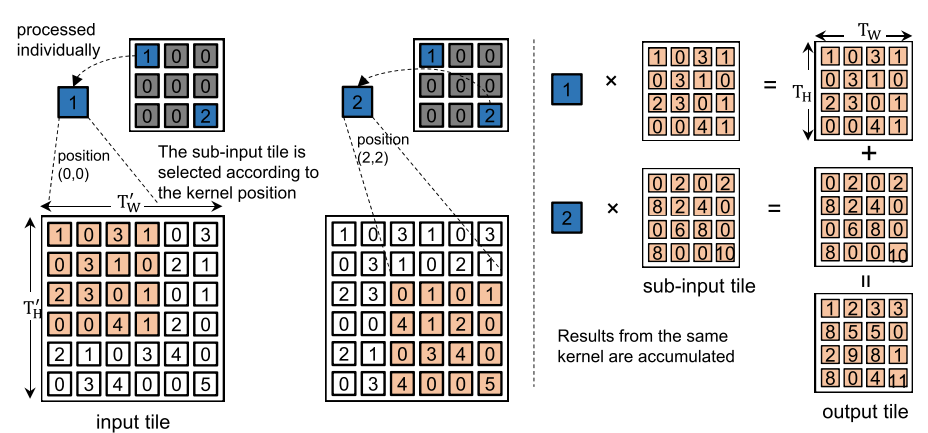 processed
individually
1 0 0
0 0 0
0 0 2
1
position
(0,0)
The sub-input tile is
selected according to
the kernel position
T'W
T'H
1 0 3 1 0 3
0 3 1 0 2 1
2 3 0 1 0 1
0 0 4 1 2 0
2 1 0 3 4 0
0 3 4 0 0 5
input tile
1 0 0
0 0 0
0 0 2
2
position
(2,2)
1 0 3 1 0 3
0 3 1 0 2 1
2 3 0 1 0 1
0 0 4 1 2 0
2 1 0 3 4 0
0 3 4 0 0 5
1 ×
1 0 3 1
0 3 1 0
2 3 0 1
0 0 4 1
=
TW
TH
1 0 3 1
0 3 1 0
2 3 0 1
0 0 4 1
+
2 ×
0 2 0 2
8 2 4 0
0 6 8 0
8 0 0 10
=
0 2 0 2
8 2 4 0
0 6 8 0
8 0 0 10
sub-input tile
=
Results from the same
kernel are accumulated
1 2 3 3
8 5 5 0
2 9 8 1
8 0 4 11
output tile